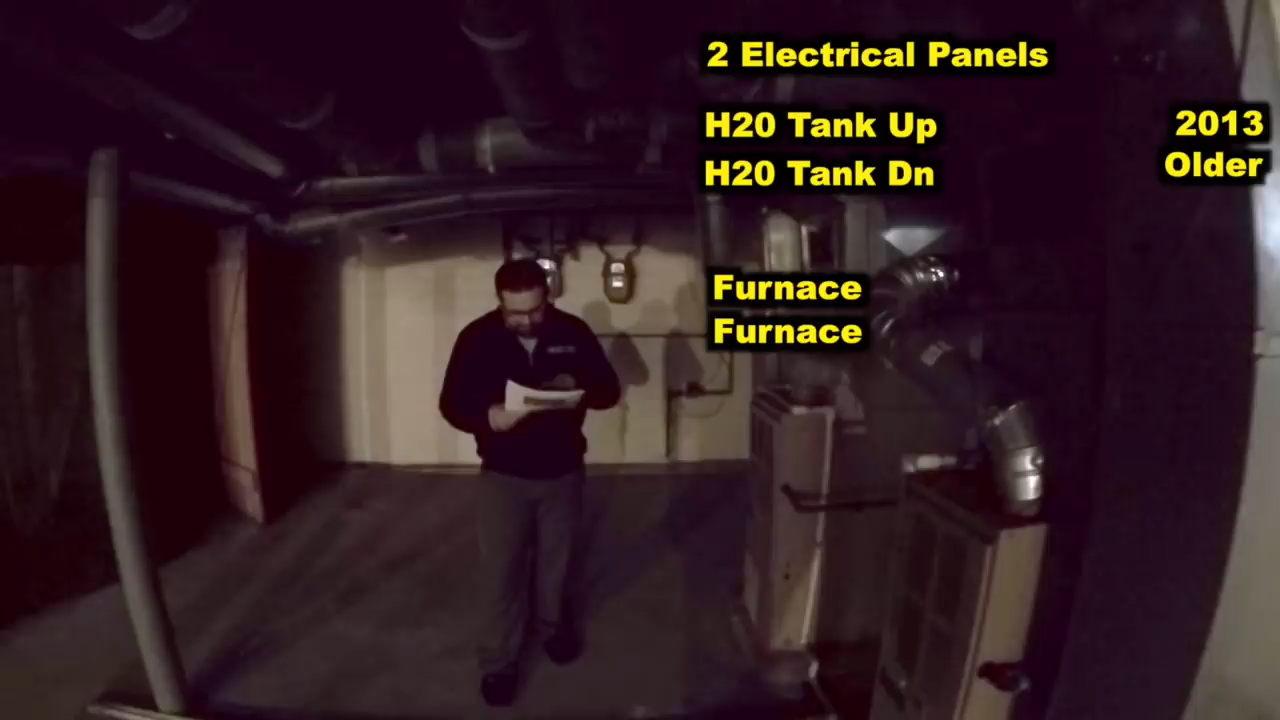 2 Electrical Panels
H20 Tank Up 2013
H20 Tank Dn Older
Furnace
Furnace